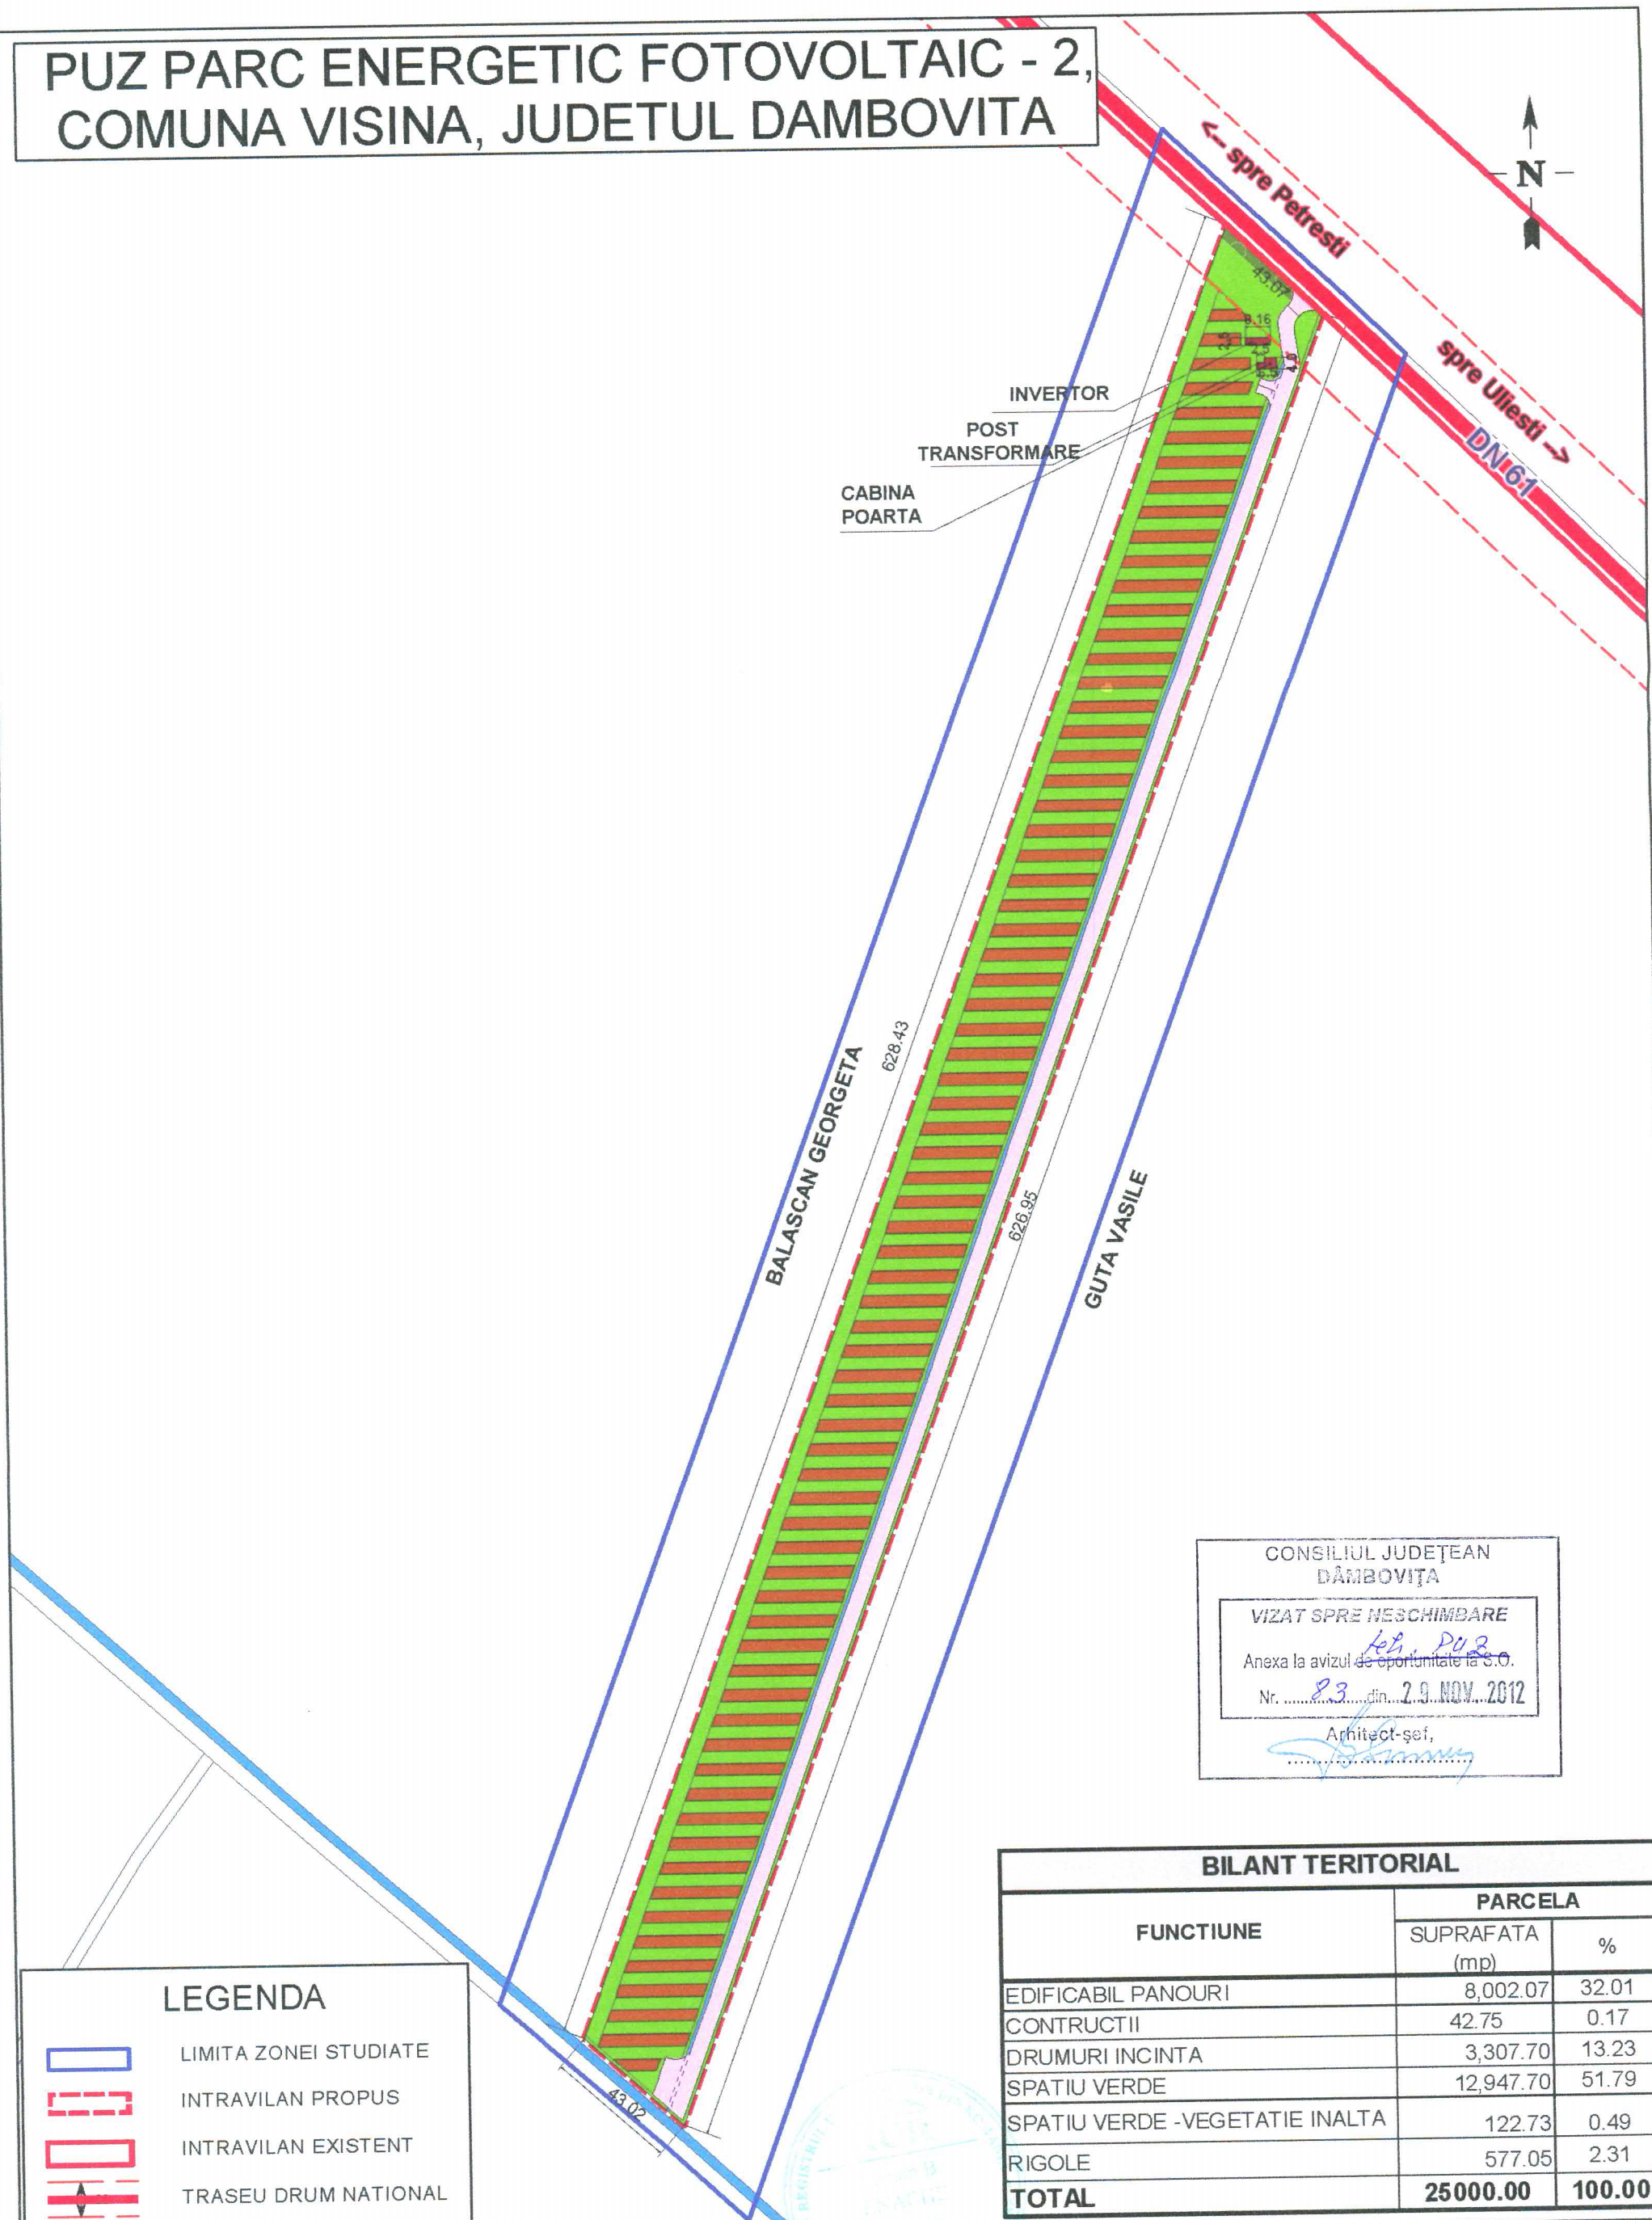 PUZ PARC ENERGETIC FOTOVOLTAIC - 2,
COMUNA VISINA, JUDETUL DAMBOVITA
<-- spre Petresti
N
spre Uliesti -->
DN 61
43.07
8.16
2.5
4.0
INVERTOR
POST
TRANSFORMARE
CABINA
POARTA
628.43
BALASCAN GEORGETA
626.95
GUTA VASILE
43.02
CONSILIUL JUDEŢEAN
DÂMBOVIŢA
VIZAT SPRE NESCHIMBARE
teh. PUZ
Anexa la avizul de oportunitate la S.O.
Nr. ........83.....din...29..NOV...2012
Arhitect-şef,
BILANT TERITORIAL
FUNCTIUNE PARCELA
SUPRAFATA (mp) %
EDIFICABIL PANOURI 8,002.07 32.01
CONTRUCTII 42.75 0.17
DRUMURI INCINTA 3,307.70 13.23
SPATIU VERDE 12,947.70 51.79
SPATIU VERDE -VEGETATIE INALTA 122.73 0.49
RIGOLE 577.05 2.31
TOTAL 25000.00 100.00
LEGENDA
LIMITA ZONEI STUDIATE
INTRAVILAN PROPUS
INTRAVILAN EXISTENT
TRASEU DRUM NATIONAL